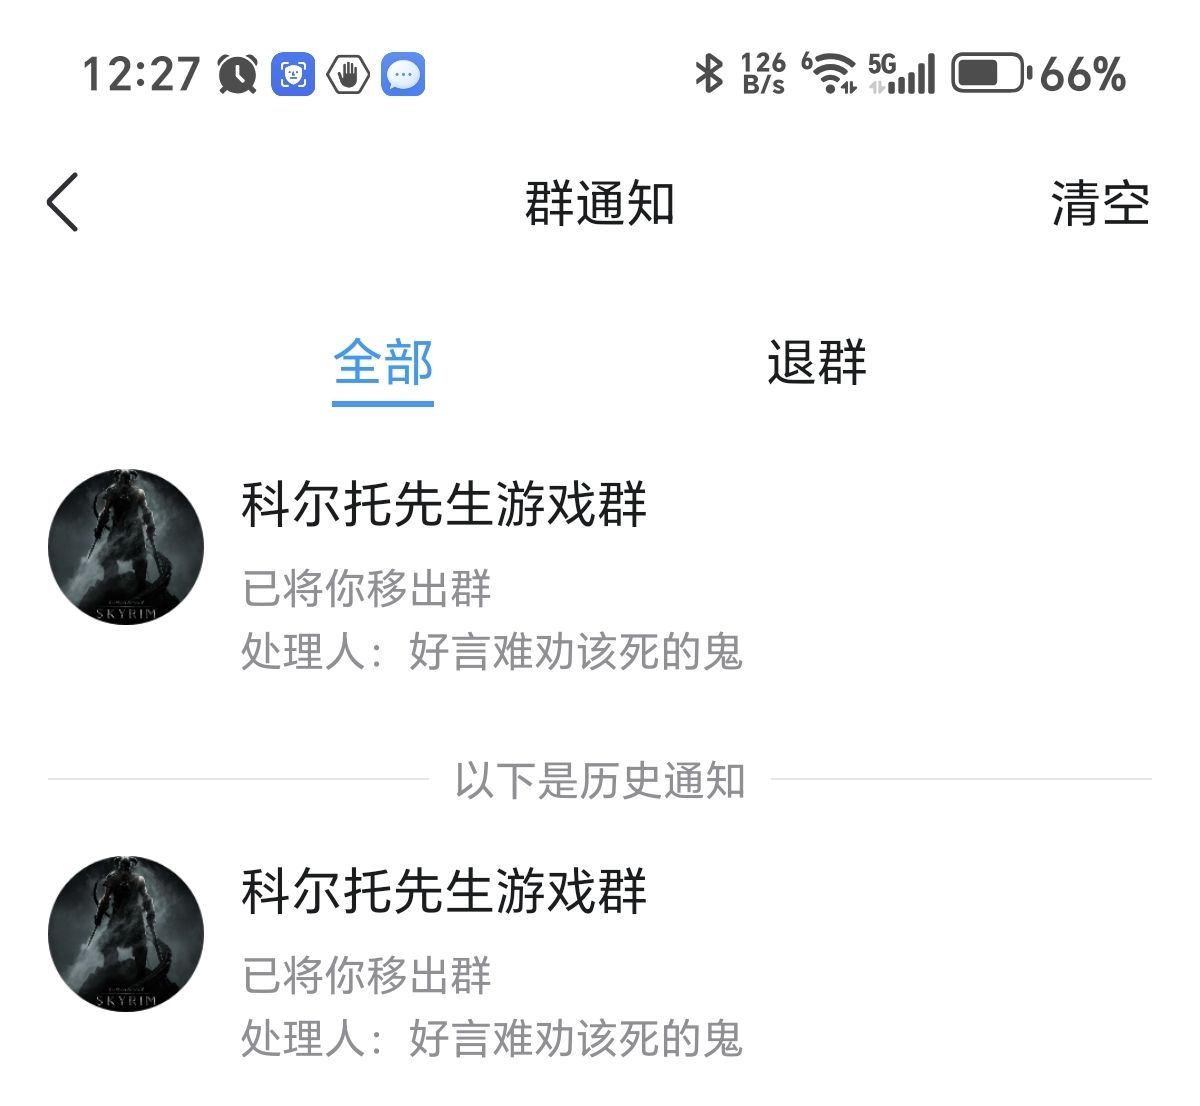 12:27 126 B/s 6 5G 66%
群通知 清空
全部 退群
科尔托先生游戏群
已将你移出群
处理人：好言难劝该死的鬼
SKYRIM
以下是历史通知
科尔托先生游戏群
已将你移出群
处理人：好言难劝该死的鬼
SKYRIM